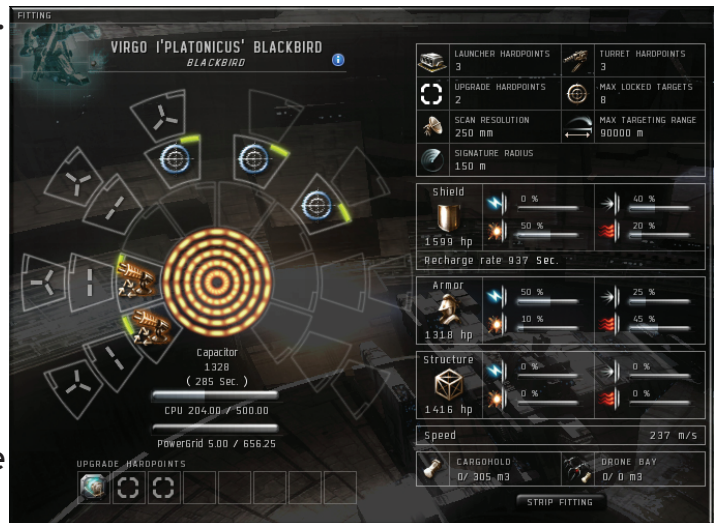 FITTING
VIRGO I'PLATONICUS' BLACKBIRD
BLACKBIRD
LAUNCHER HARDPOINTS
3
TURRET HARDPOINTS
3
UPGRADE HARDPOINTS
2
MAX LOCKED TARGETS
8
SCAN RESOLUTION
250 mm
MAX TARGETING RANGE
90000 m
SIGNATURE RADIUS
150 m
Shield
0 %
40 %
50 %
20 %
1599 hp
Recharge rate 937 Sec.
Armor
50 %
25 %
10 %
45 %
1318 hp
Structure
0 %
0 %
0 %
0 %
1416 hp
Speed
237 m/s
CARGOHOLD
0/ 305 m3
DRONE BAY
0/ 0 m3
STRIP FITTING
Capacitor
1328
( 285 Sec. )
CPU 204.00 / 500.00
PowerGrid 5.00 / 656.25
UPGRADE HARDPOINTS
e